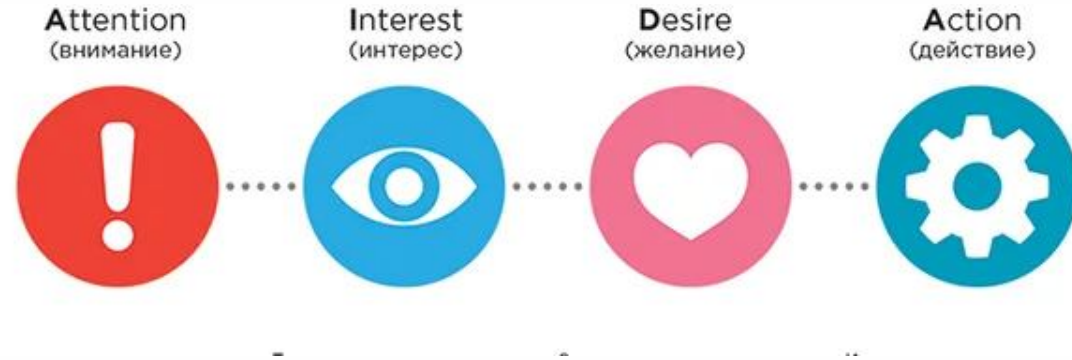 Attention
(внимание)
Interest
(интерес)
Desire
(желание)
Action
(действие)